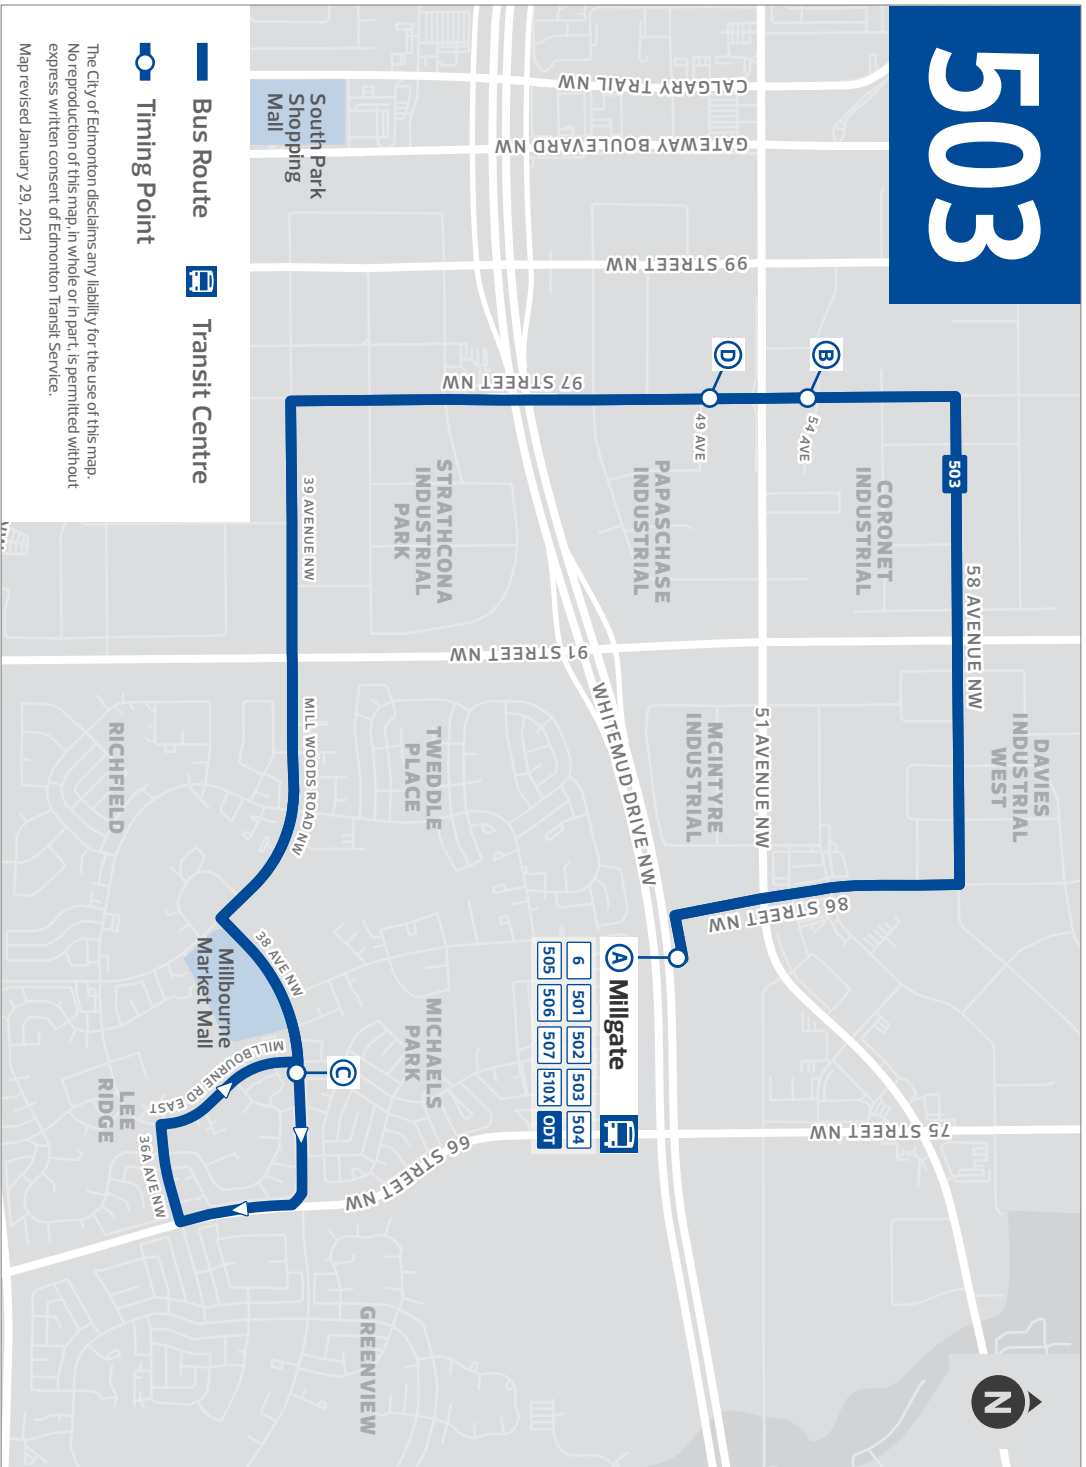 503
CALGARY TRAIL NW
GATEWAY BOULEVARD NW
99 STREET NW
97 STREET NW
91 STREET NW
86 STREET NW
75 STREET NW
66 STREET NW
58 AVENUE NW
54 AVE
51 AVENUE NW
49 AVE
WHITEMUD DRIVE NW
39 AVENUE NW
MILL WOODS ROAD NW
38 AVE NW
MILLBOURNE RD EAST
36A AVE NW
503
B
D
C
A Millgate
6 501 502 503 504
505 506 507 510X ODT
DAVIES
INDUSTRIAL
WEST
CORONET
INDUSTRIAL
PAPASCHASE
INDUSTRIAL
MCINTYRE
INDUSTRIAL
STRATHCONA
INDUSTRIAL
PARK
TWEDDLE
PLACE
MICHAELS
PARK
RICHFIELD
LEE
RIDGE
GREENVIEW
South Park
Shopping
Mall
Millbourne
Market Mall
N
Bus Route
Transit Centre
Timing Point
The City of Edmonton disclaims any liability for the use of this map.
No reproduction of this map, in whole or in part, is permitted without
express written consent of Edmonton Transit Service.
Map revised January 29, 2021